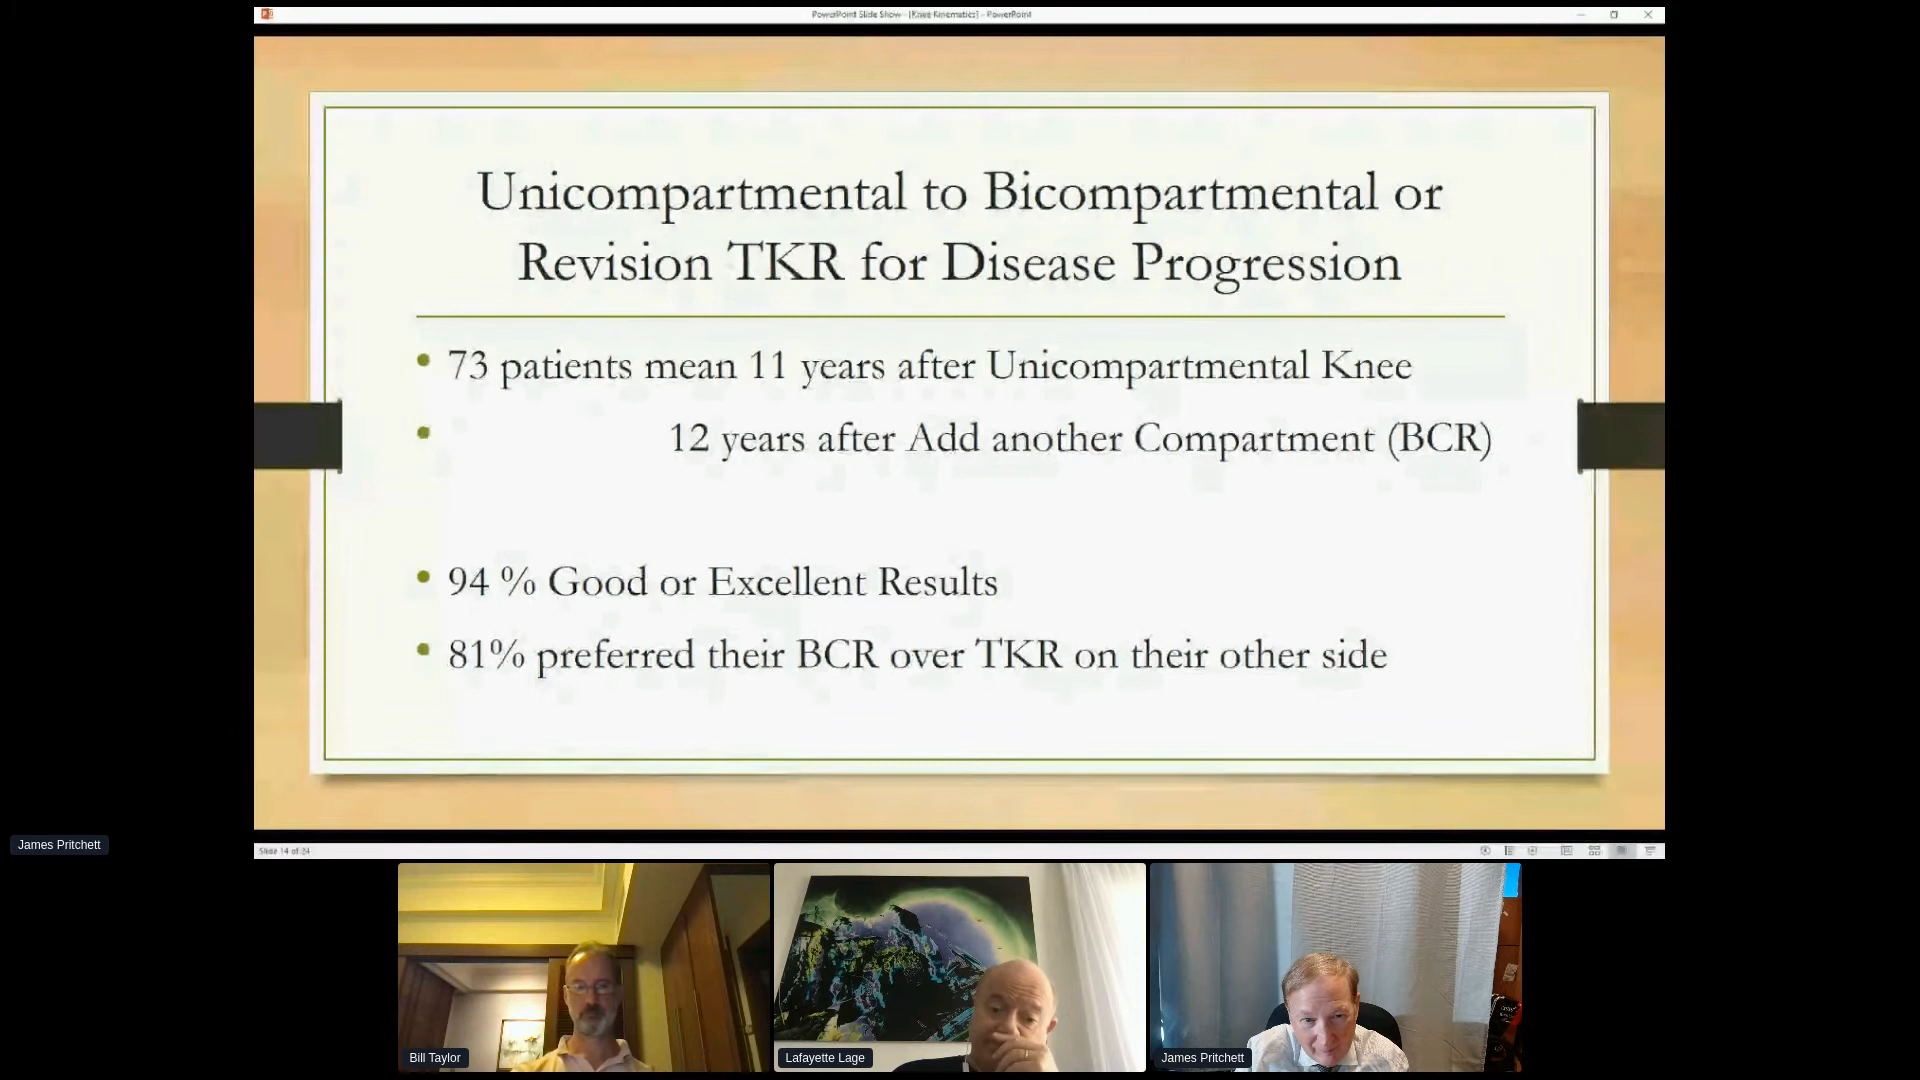 PowerPoint Slide Show - [Knee Kinematics] - PowerPoint
Unicompartmental to Bicompartmental or
Revision TKR for Disease Progression
• 73 patients mean 11 years after Unicompartmental Knee
• 12 years after Add another Compartment (BCR)
• 94 % Good or Excellent Results
• 81% preferred their BCR over TKR on their other side
James Pritchett
Slide 14 of 24
Bill Taylor
Lafayette Lage
James Pritchett